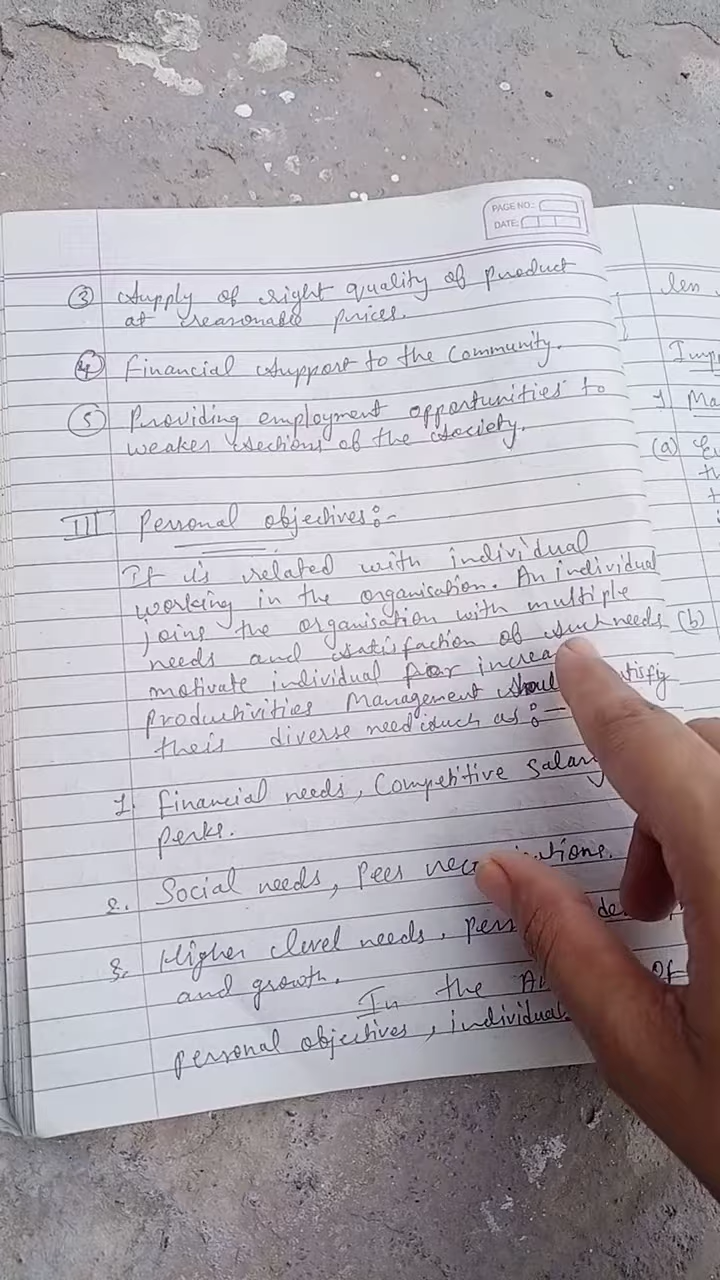 PAGE NO.:
DATE:
③ Supply of right quality of product
at reasonable prices.
④ Financial support to the community.
⑤ Providing employment opportunities to
weaker sections of the society.
III Personal objectives:-
It is related with individual
working in the organisation. An individual
joins the organisation with multiple
needs and satisfaction of such needs
motivate individual for
Productivities Management
their diverse need such as :-
1. Financial needs, Competitive Salary
perks.
2. Social needs, Peer
3. Higher level needs,
and growth.
In the
personal objectives, individual
(a)
(b)